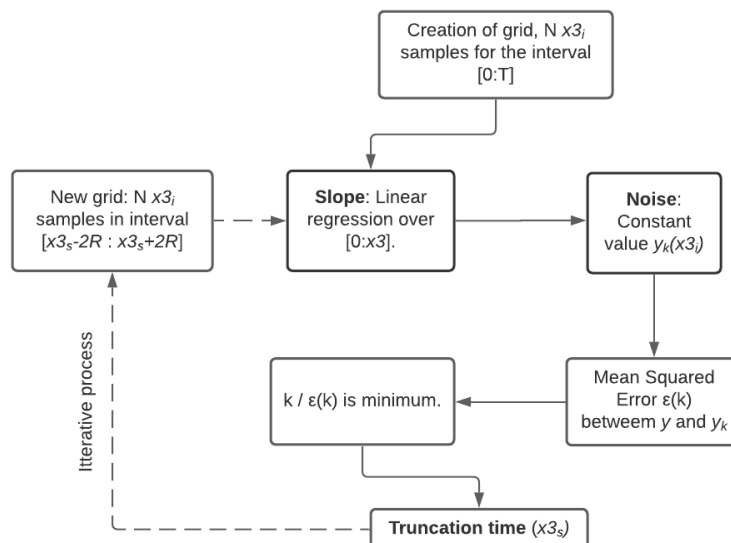 Creation of grid, N x3ᵢ
samples for the interval
[0:T]
New grid: N x3ᵢ
samples in interval
[x3ₛ-2R : x3ₛ+2R]
Slope: Linear
regression over
[0:x3].
Noise:
Constant
value yₖ(x3ᵢ)
Itterative process
k / ε(k) is minimum.
Mean Squared
Error ε(k)
betweem y and yₖ
Truncation time (x3ₛ)